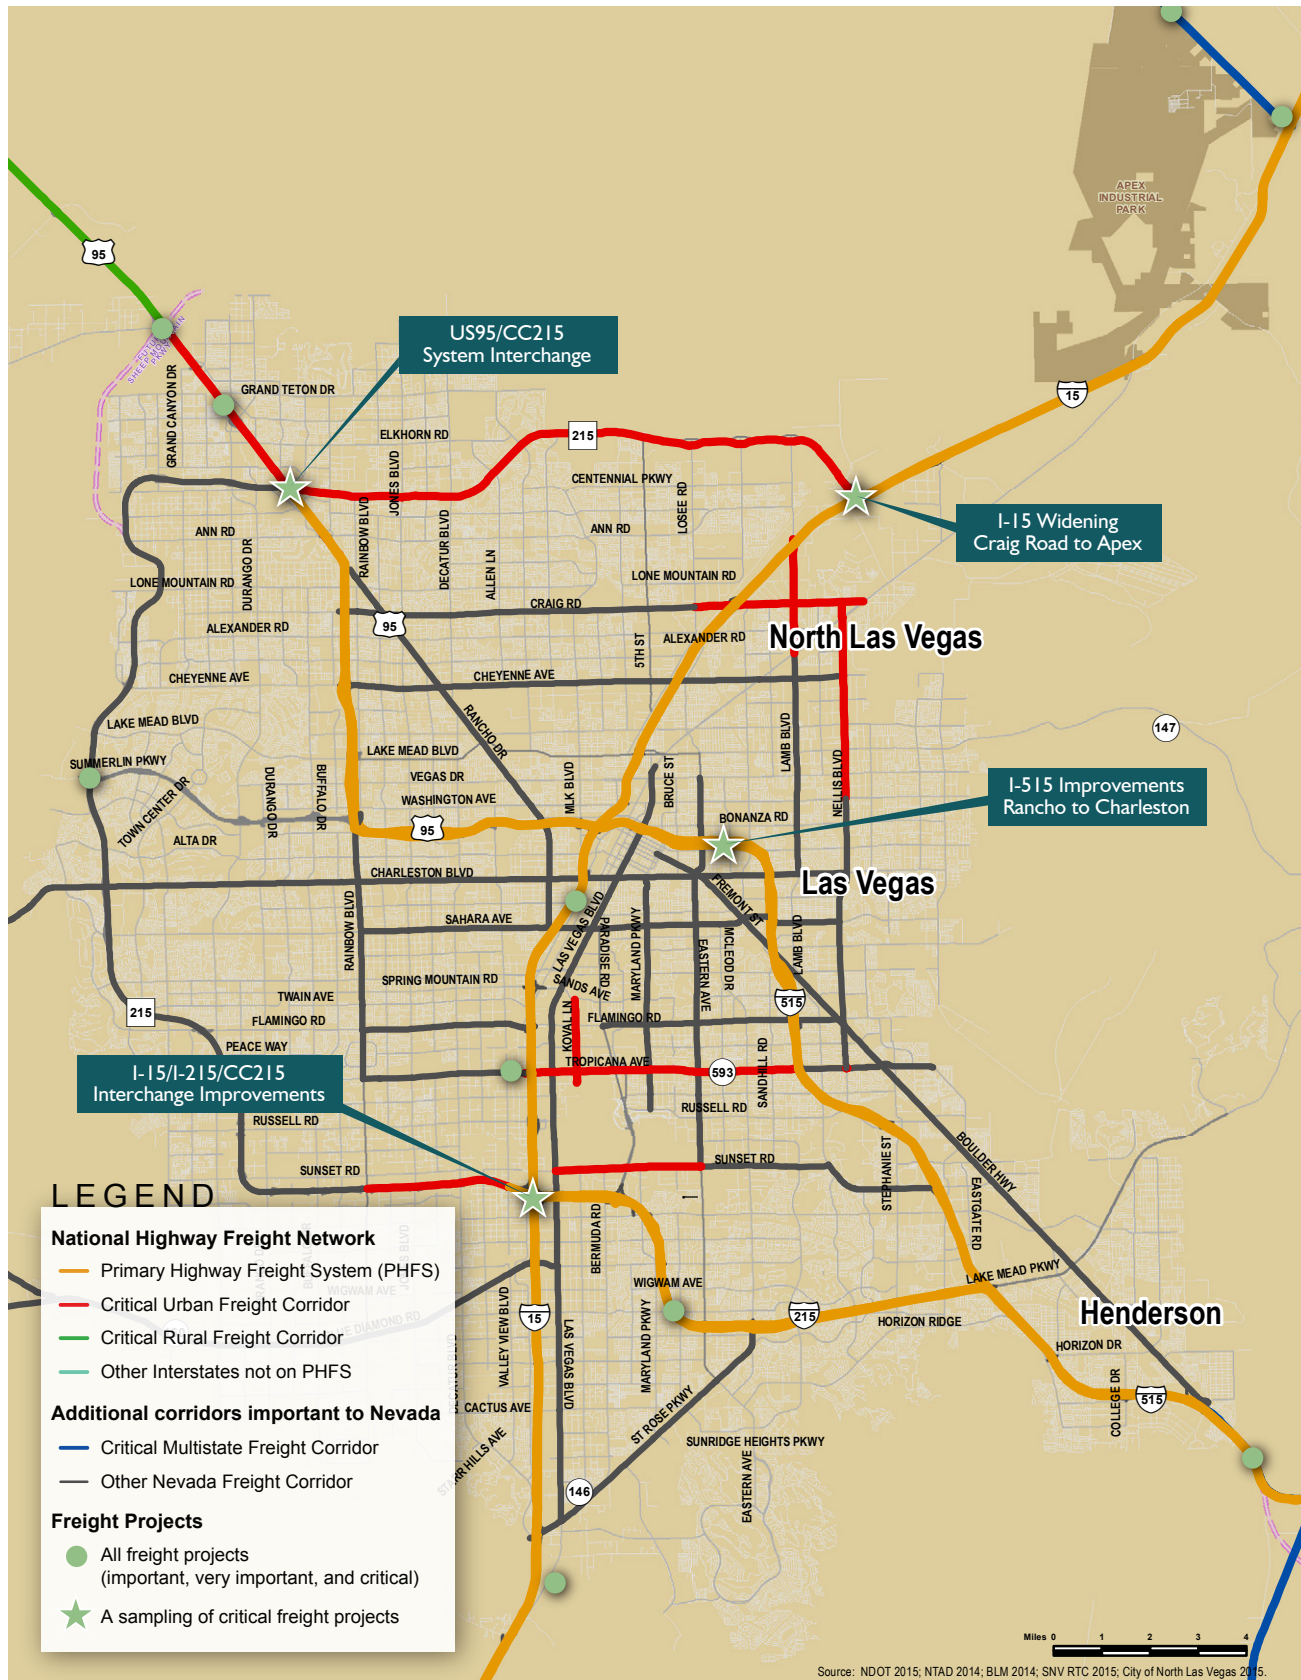 APEX
INDUSTRIAL
PARK
95
US95/CC215
System Interchange
15
GRAND TETON DR
GRAND CANYON DR
ELKHORN RD
215
JONES BLVD
CENTENNIAL PKWY
LOSEE RD
RAINBOW BLVD
I-15 Widening
Craig Road to Apex
ANN RD
ANN RD
DURANGO DR
DECATUR BLVD
ALLEN LN
LONE MOUNTAIN RD
LONE MOUNTAIN RD
CRAIG RD
95
ALEXANDER RD
ALEXANDER RD
5TH ST
North Las Vegas
CHEYENNE AVE
CHEYENNE AVE
RANCHO DR
LAKE MEAD BLVD
147
LAMB BLVD
LAKE MEAD BLVD
SUMMERLIN PKWY
NELLIS BLVD
BRUCE ST
MLK BLVD
VEGAS DR
I-515 Improvements
Rancho to Charleston
TOWN CENTER DR
DURANGO DR
BUFFALO DR
WASHINGTON AVE
BONANZA RD
95
ALTA DR
CHARLESTON BLVD
Las Vegas
FREMONT ST
RAINBOW BLVD
SAHARA AVE
LAS VEGAS BLVD
PARADISE RD
MARYLAND PKWY
EASTERN AVE
MCLEOD DR
LAMB BLVD
SPRING MOUNTAIN RD
SANDS AVE
TWAIN AVE
515
215
FLAMINGO RD
FLAMINGO RD
KOVAL LN
PEACE WAY
TROPICANA AVE
593
SANDHILL RD
I-15/I-215/CC215
Interchange Improvements
RUSSELL RD
RUSSELL RD
STEPHANIE ST
BOULDER HWY
SUNSET RD
SUNSET RD
EASTGATE RD
BERMUDA RD
WIGWAM AVE
LAKE MEAD PKWY
VALLEY VIEW BLVD
15
LAS VEGAS BLVD
MARYLAND PKWY
215
HORIZON RIDGE
Henderson
HORIZON DR
COLLEGE DR
515
CACTUS AVE
ST ROSE PKWY
SUNRIDGE HEIGHTS PKWY
EASTERN AVE
146
LEGEND
National Highway Freight Network
Primary Highway Freight System (PHFS)
Critical Urban Freight Corridor
Critical Rural Freight Corridor
Other Interstates not on PHFS
Additional corridors important to Nevada
Critical Multistate Freight Corridor
Other Nevada Freight Corridor
Freight Projects
All freight projects
(important, very important, and critical)
A sampling of critical freight projects
Miles 0 1 2 3 4
Source: NDOT 2015; NTAD 2014; BLM 2014; SNV RTC 2015; City of North Las Vegas 2015.